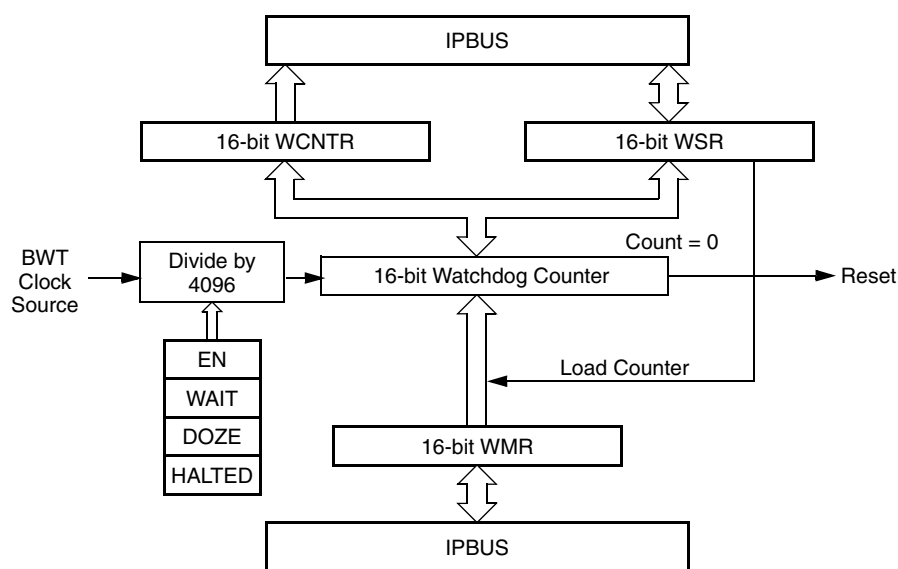 IPBUS
16-bit WCNTR
16-bit WSR
Count = 0
BWT
Clock
Source
Divide by
4096
16-bit Watchdog Counter
Reset
EN
WAIT
DOZE
HALTED
Load Counter
16-bit WMR
IPBUS